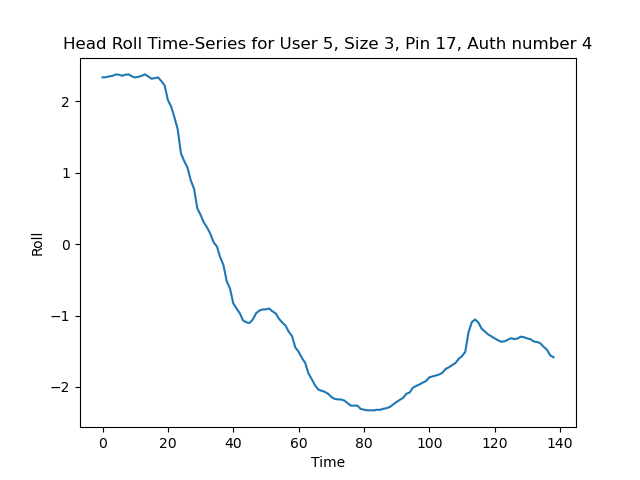 Head Roll Time-Series for User 5, Size 3, Pin 17, Auth number 4
2
1
0
−1
−2
Roll
0 20 40 60 80 100 120 140
Time